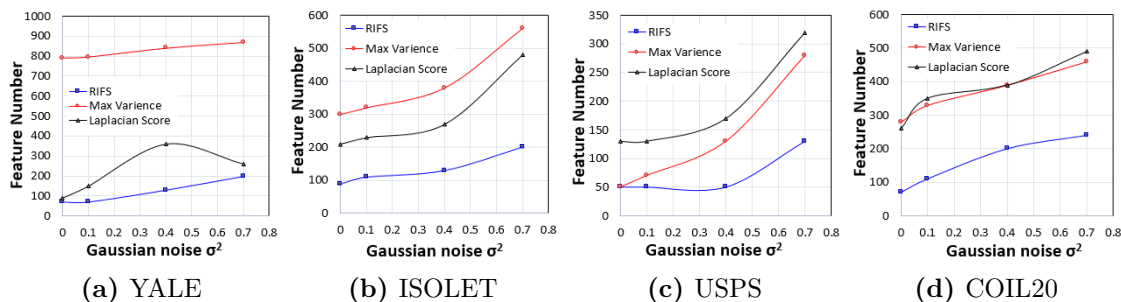 1000
900
800
700
600
500
400
300
200
100
0
Feature Number
RIFS
Max Varience
Laplacian Score
0 0.1 0.2 0.3 0.4 0.5 0.6 0.7 0.8
Gaussian noise σ²
(a) YALE
600
500
400
300
200
100
0
Feature Number
RIFS
Max Varience
Laplacian Score
0 0.1 0.2 0.3 0.4 0.5 0.6 0.7 0.8
Gaussian noise σ²
(b) ISOLET
350
300
250
200
150
100
50
0
Feature Number
RIFS
Max Varience
Laplacian Score
0 0.1 0.2 0.3 0.4 0.5 0.6 0.7 0.8
Gaussian noise σ²
(c) USPS
600
500
400
300
200
100
0
Feature Number
RIFS
Max Varience
Laplacian Score
0 0.1 0.2 0.3 0.4 0.5 0.6 0.7 0.8
Gaussian noise σ²
(d) COIL20